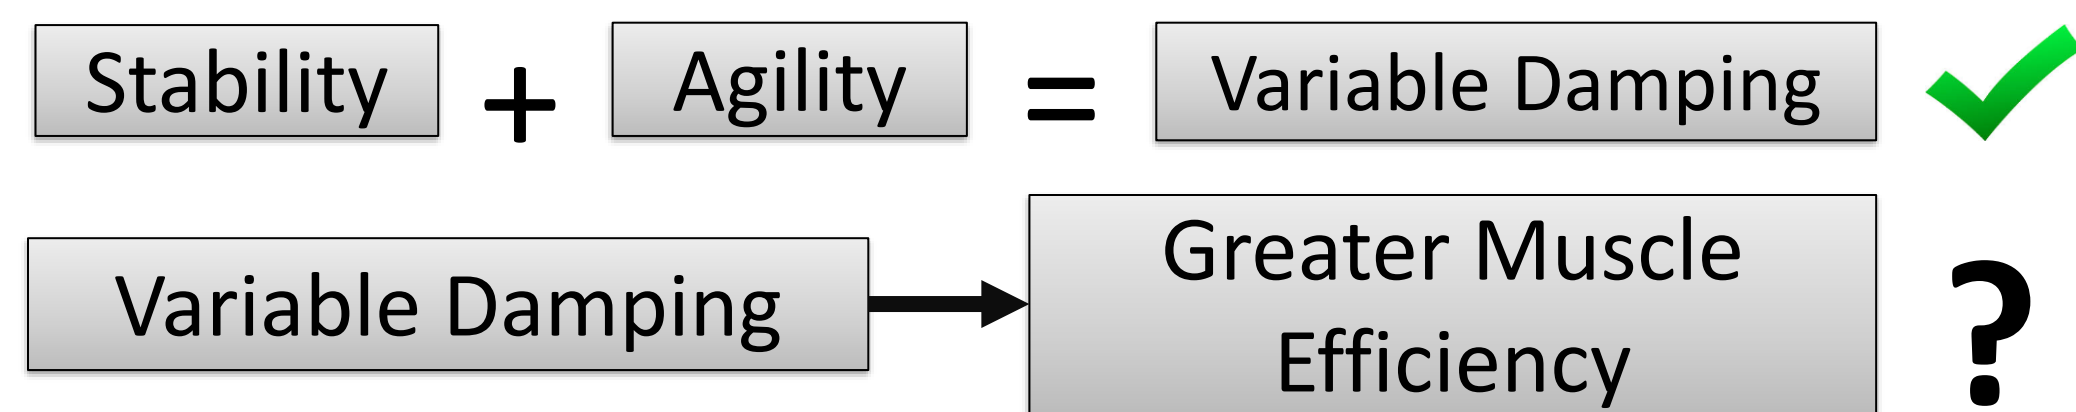 Stability + Agility = Variable Damping
Variable Damping Greater Muscle
Efficiency ?